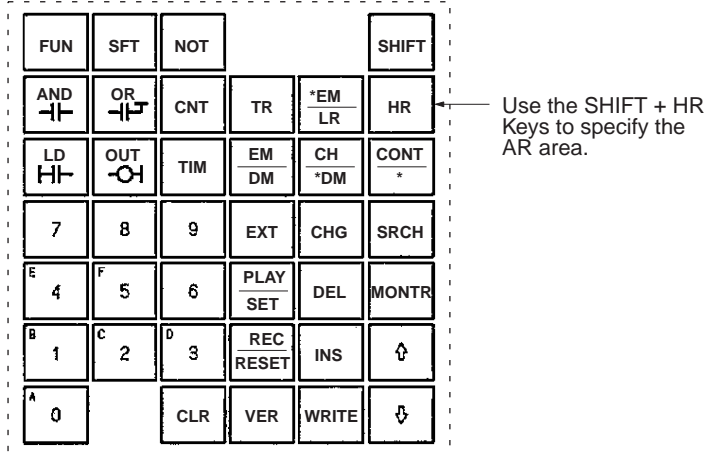 FUN SFT NOT SHIFT
AND OR CNT TR *EM LR HR
Use the SHIFT + HR
Keys to specify the
AR area.
LD OUT TIM EM DM CH *DM CONT *
7 8 9 EXT CHG SRCH
E 4 F 5 6 PLAY SET DEL MONTR
B 1 C 2 D 3 REC RESET INS
A 0 CLR VER WRITE